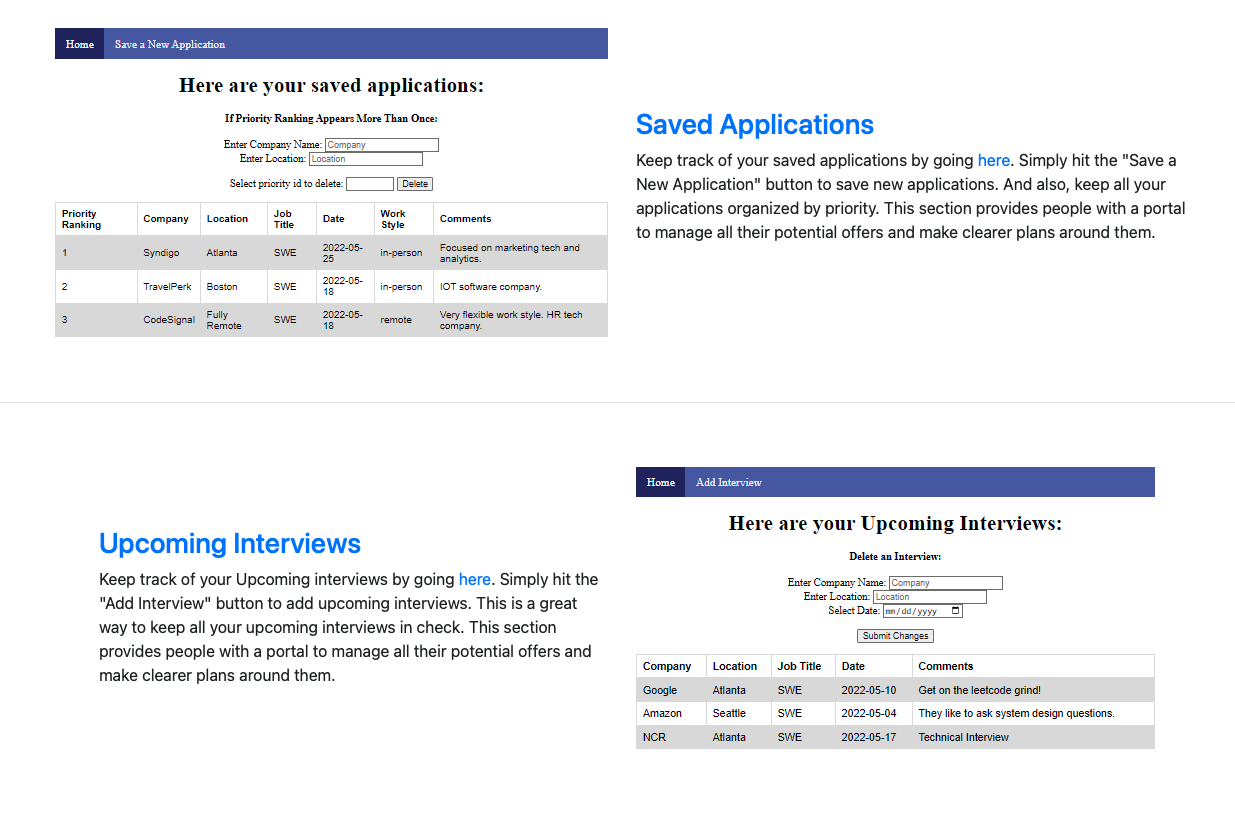 Home Save a New Application
Here are your saved applications:
If Priority Ranking Appears More Than Once:
Enter Company Name: Company
Enter Location: Location
Select priority id to delete: Delete
Priority Ranking Company Location Job Title Date Work Style Comments
1 Syndigo Atlanta SWE 2022-05-25 in-person Focused on marketing tech and analytics.
2 TravelPerk Boston SWE 2022-05-18 in-person IOT software company.
3 CodeSignal Fully Remote SWE 2022-05-18 remote Very flexible work style. HR tech company.
Saved Applications
Keep track of your saved applications by going here. Simply hit the "Save a
New Application" button to save new applications. And also, keep all your
applications organized by priority. This section provides people with a portal
to manage all their potential offers and make clearer plans around them.
Upcoming Interviews
Keep track of your Upcoming interviews by going here. Simply hit the
"Add Interview" button to add upcoming interviews. This is a great
way to keep all your upcoming interviews in check. This section
provides people with a portal to manage all their potential offers and
make clearer plans around them.
Home Add Interview
Here are your Upcoming Interviews:
Delete an Interview:
Enter Company Name: Company
Enter Location: Location
Select Date: mm/dd/yyyy
Submit Changes
Company Location Job Title Date Comments
Google Atlanta SWE 2022-05-10 Get on the leetcode grind!
Amazon Seattle SWE 2022-05-04 They like to ask system design questions.
NCR Atlanta SWE 2022-05-17 Technical Interview